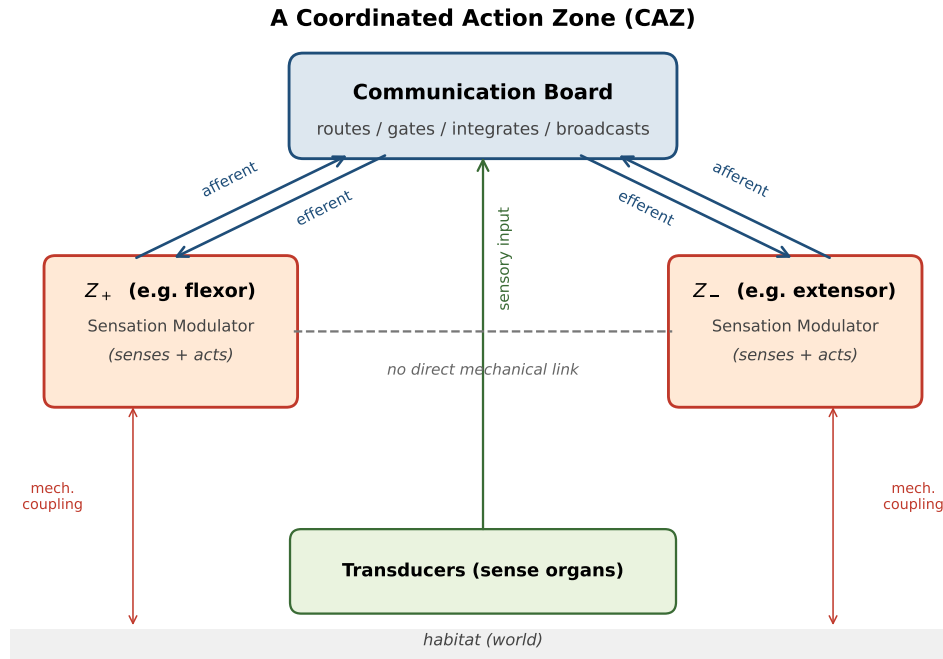 A Coordinated Action Zone (CAZ)
Communication Board
routes / gates / integrates / broadcasts
afferent
efferent
sensory input
efferent
afferent
Z₊ (e.g. flexor)
Sensation Modulator
(senses + acts)
Z₋ (e.g. extensor)
Sensation Modulator
(senses + acts)
no direct mechanical link
mech.
coupling
mech.
coupling
Transducers (sense organs)
habitat (world)